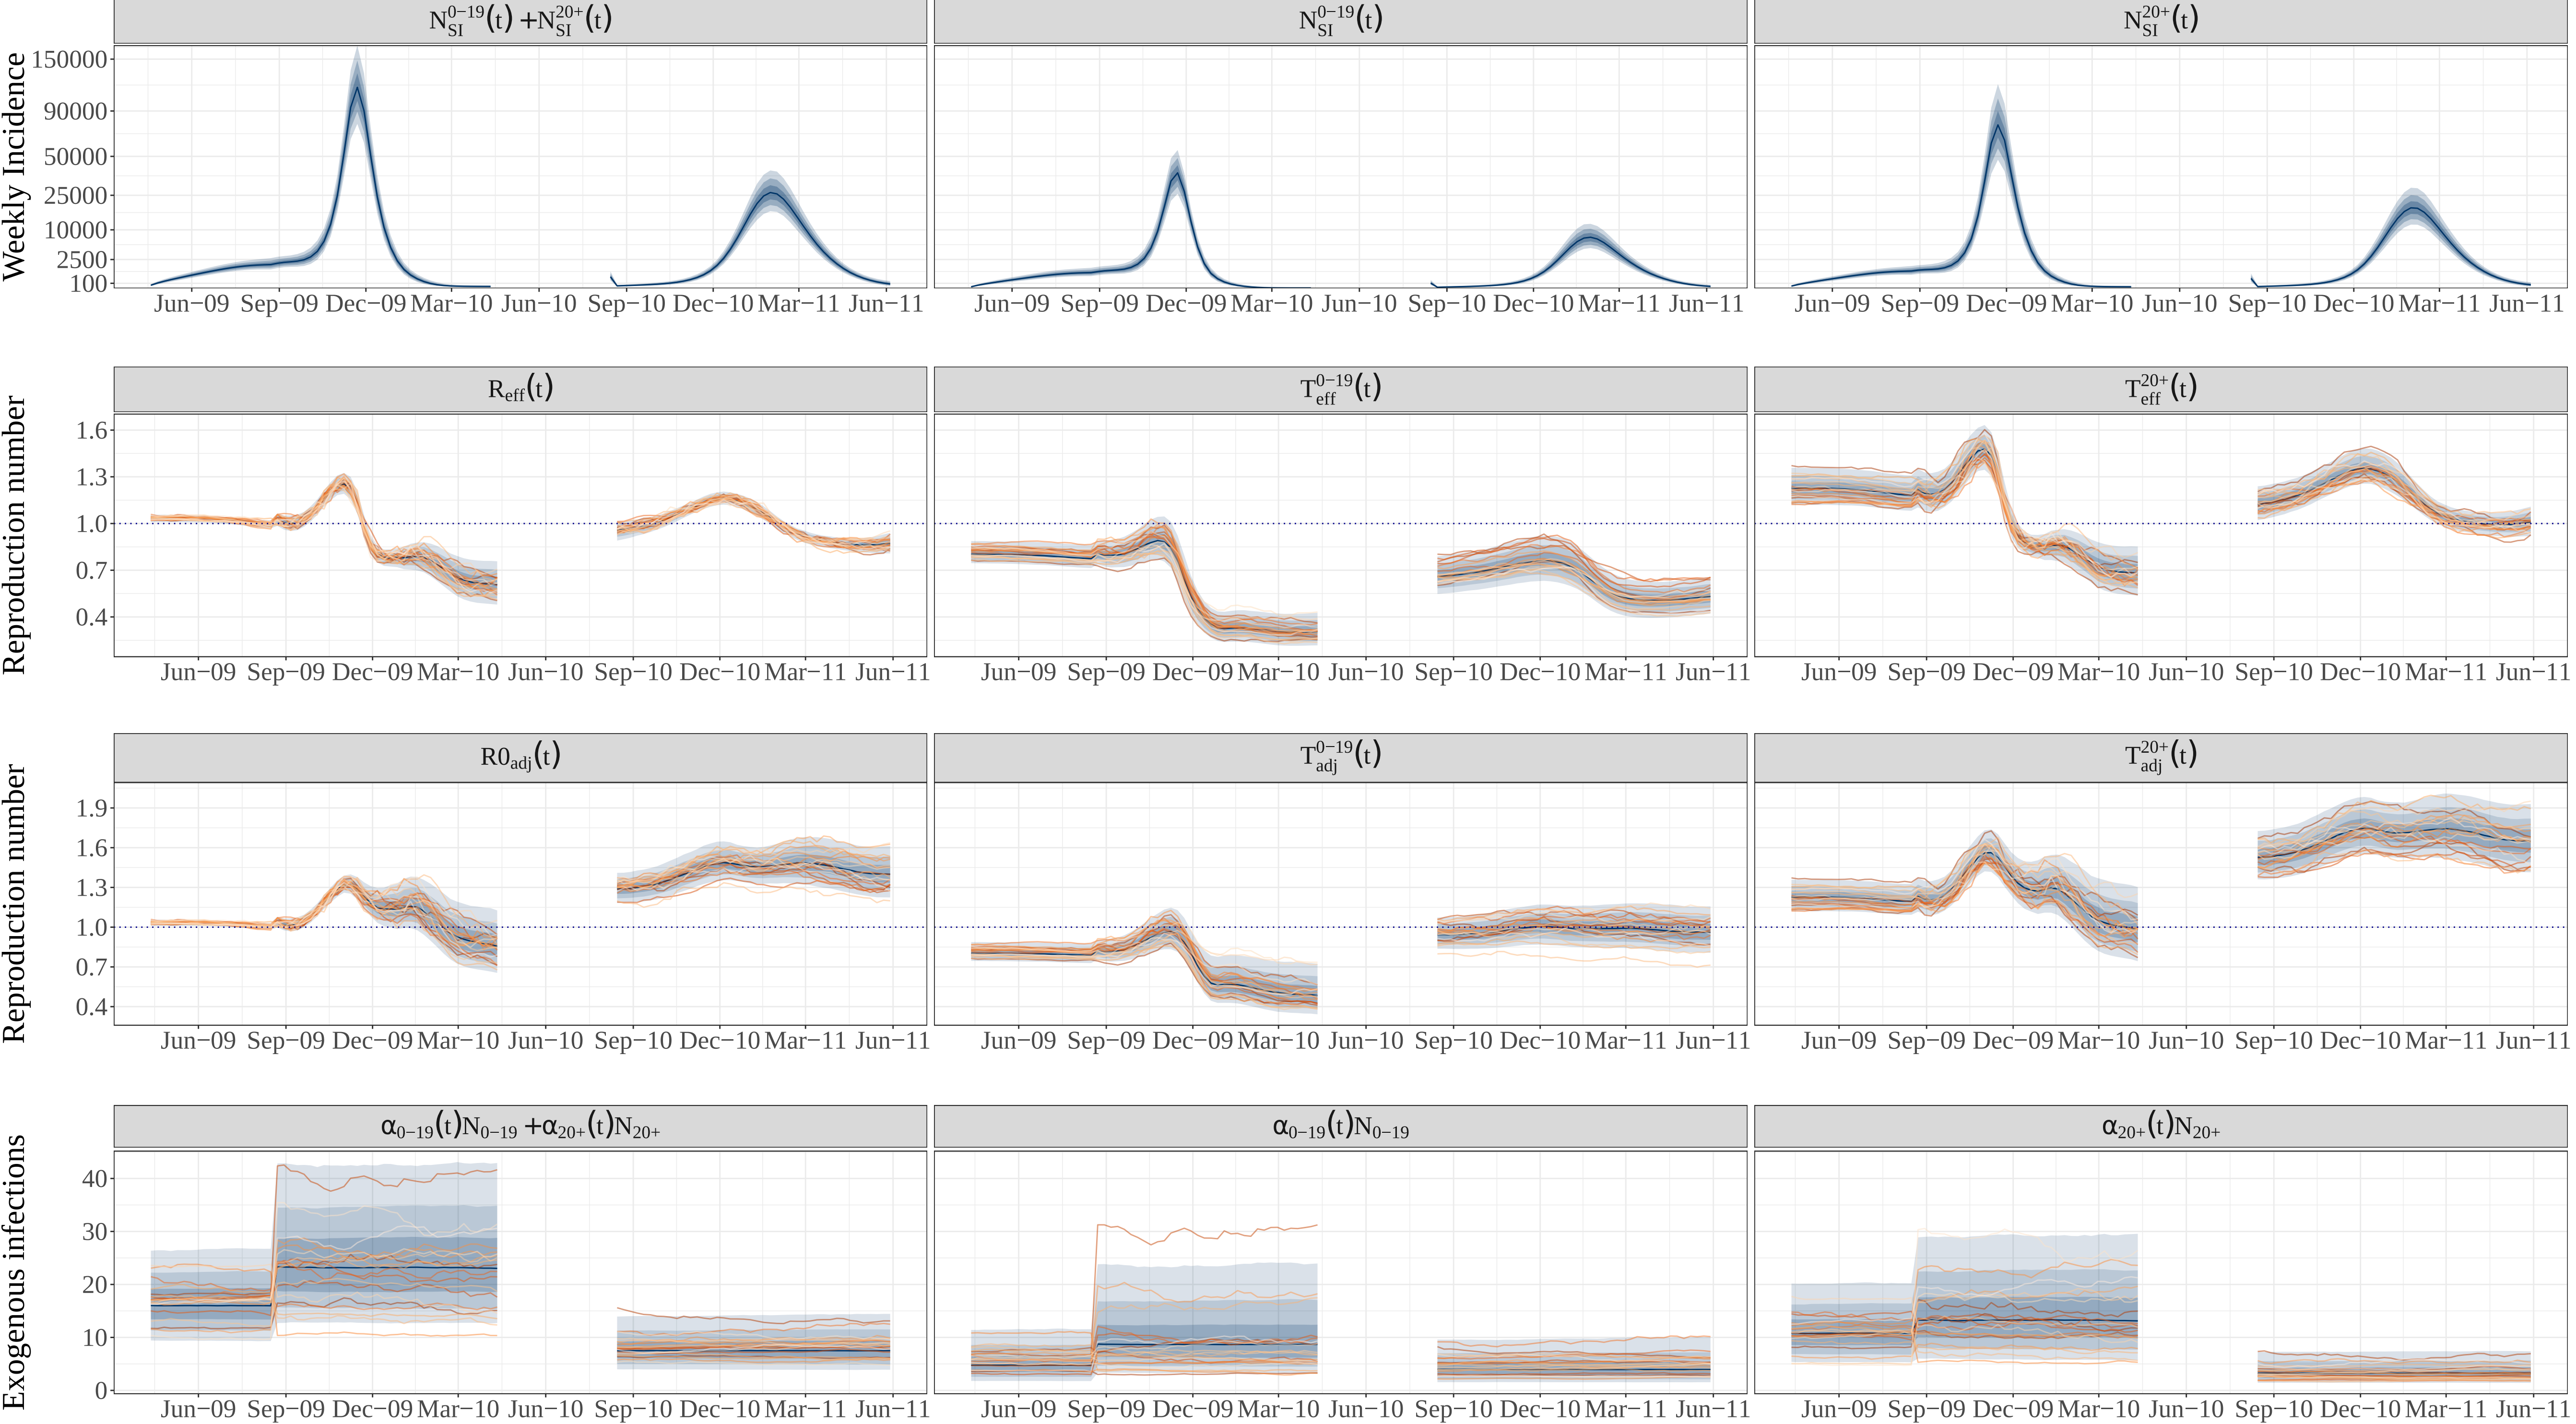 N_SI^0−19(t) +N_SI^20+(t) N_SI^0−19(t) N_SI^20+(t)
Weekly Incidence
150000
90000
50000
25000
10000
2500
100
Jun−09 Sep−09 Dec−09 Mar−10 Jun−10 Sep−10 Dec−10 Mar−11 Jun−11 Jun−09 Sep−09 Dec−09 Mar−10 Jun−10 Sep−10 Dec−10 Mar−11 Jun−11 Jun−09 Sep−09 Dec−09 Mar−10 Jun−10 Sep−10 Dec−10 Mar−11 Jun−11
R_eff(t) T_eff^0−19(t) T_eff^20+(t)
Reproduction number
1.6
1.3
1.0
0.7
0.4
Jun−09 Sep−09 Dec−09 Mar−10 Jun−10 Sep−10 Dec−10 Mar−11 Jun−11 Jun−09 Sep−09 Dec−09 Mar−10 Jun−10 Sep−10 Dec−10 Mar−11 Jun−11 Jun−09 Sep−09 Dec−09 Mar−10 Jun−10 Sep−10 Dec−10 Mar−11 Jun−11
R0_adj(t) T_adj^0−19(t) T_adj^20+(t)
Reproduction number
1.9
1.6
1.3
1.0
0.7
0.4
Jun−09 Sep−09 Dec−09 Mar−10 Jun−10 Sep−10 Dec−10 Mar−11 Jun−11 Jun−09 Sep−09 Dec−09 Mar−10 Jun−10 Sep−10 Dec−10 Mar−11 Jun−11 Jun−09 Sep−09 Dec−09 Mar−10 Jun−10 Sep−10 Dec−10 Mar−11 Jun−11
α_0−19(t)N_0−19 +α_20+(t)N_20+ α_0−19(t)N_0−19 α_20+(t)N_20+
Exogenous infections
40
30
20
10
0
Jun−09 Sep−09 Dec−09 Mar−10 Jun−10 Sep−10 Dec−10 Mar−11 Jun−11 Jun−09 Sep−09 Dec−09 Mar−10 Jun−10 Sep−10 Dec−10 Mar−11 Jun−11 Jun−09 Sep−09 Dec−09 Mar−10 Jun−10 Sep−10 Dec−10 Mar−11 Jun−11